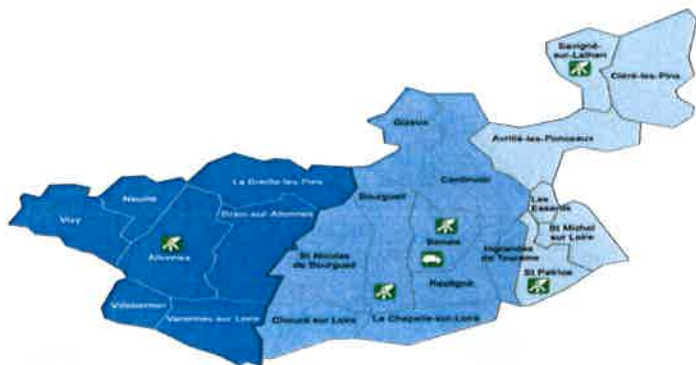 Savigné-
sur-Lathan
Cléré-les-Pins
Gizeux
Avrillé-les-Ponceaux
Continvoir
La Breille-les-Pins
Neuillé
Bourgueil
Les
Essards
Brain-sur-Allonnes
Vivy
St Michel
sur Loire
Benais
Allonnes
St Nicolas
de Bourgueil
Ingrandes
de Touraine
St Patrice
Restigné
Villebernier
Varennes sur Loire
Chouzé sur Loire
La Chapelle-sur-Loire